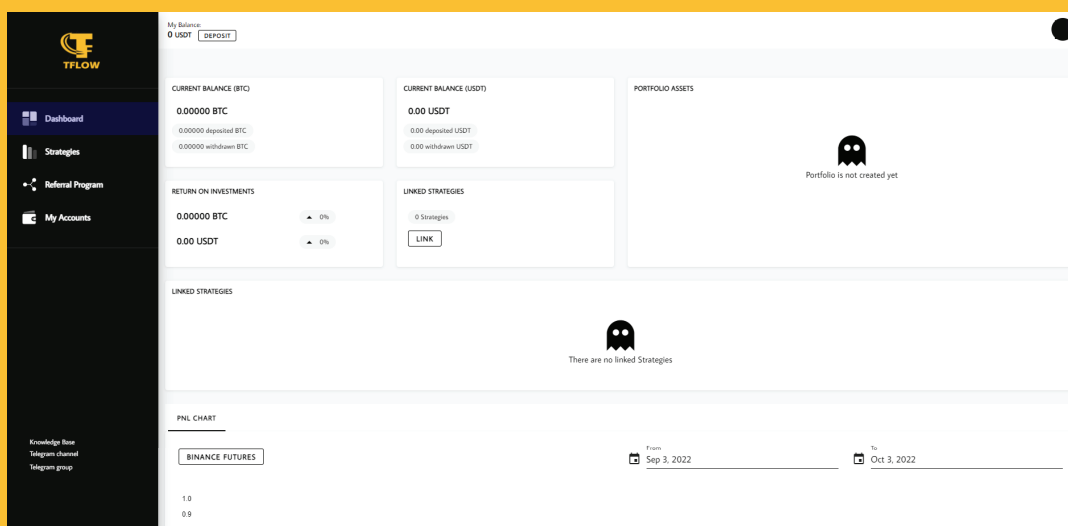 TFLOW
Dashboard
Strategies
Referral Program
My Accounts
Knowledge Base
Telegram channel
Telegram group
My Balance:
0 USDT DEPOSIT
CURRENT BALANCE (BTC)
0.00000 BTC
0.00000 deposited BTC
0.00000 withdrawn BTC
CURRENT BALANCE (USDT)
0.00 USDT
0.00 deposited USDT
0.00 withdrawn USDT
PORTFOLIO ASSETS
Portfolio is not created yet
RETURN ON INVESTMENTS
0.00000 BTC 0%
0.00 USDT 0%
LINKED STRATEGIES
0 Strategies
LINK
LINKED STRATEGIES
There are no linked Strategies
PNL CHART
BINANCE FUTURES
From
Sep 3, 2022
To
Oct 3, 2022
1.0
0.9